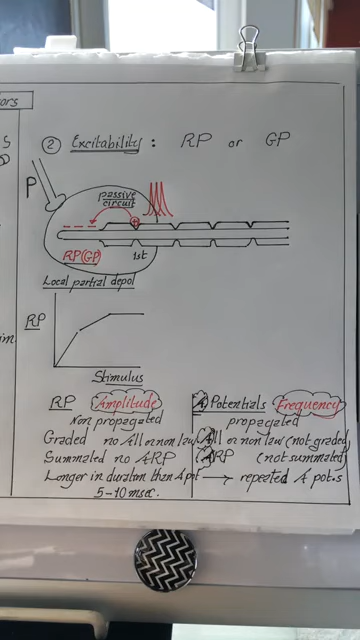 ors
② Excitability: RP or GP
P
passive
circuit
⊕
RP(GP)
1st
Local partial depol
RP
Stimulus
RP Amplitude
Non propagated
Graded no All or non law
Summated no ARP
Longer in duration than A pot → repeated A pots
5-10 msec.
A Potentials Frequency
propagated
All or non law (not graded)
ARP (not summated)
im